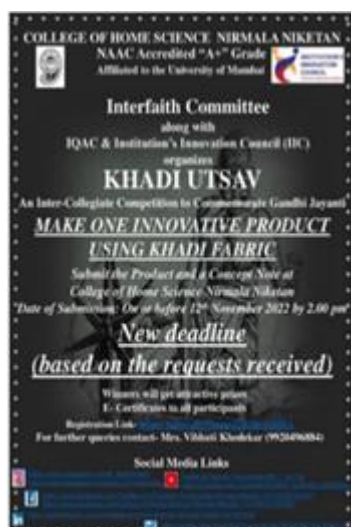 COLLEGE OF HOME SCIENCE NIRMALA NIKETAN
NAAC Accredited "A+" Grade
Affiliated to the University of Mumbai
INSTITUTION'S
INNOVATION
COUNCIL
Interfaith Committee
along with
IQAC & Institution's Innovation Council (IIC)
organizes
KHADI UTSAV
An Inter-Collegiate Competition to Commemorate Gandhi Jayanti
MAKE ONE INNOVATIVE PRODUCT
USING KHADI FABRIC
Submit the Product and a Concept Note at
College of Home Science Nirmala Niketan
"Date of Submission: On or before 12th November 2022 by 2.00 pm"
New deadline
(based on the requests received)
Winners will get attractive prizes
E- Certificates to all participants
Registration Link-
For further queries contact- Mrs. Vibhuti Khedekar
Social Media Links